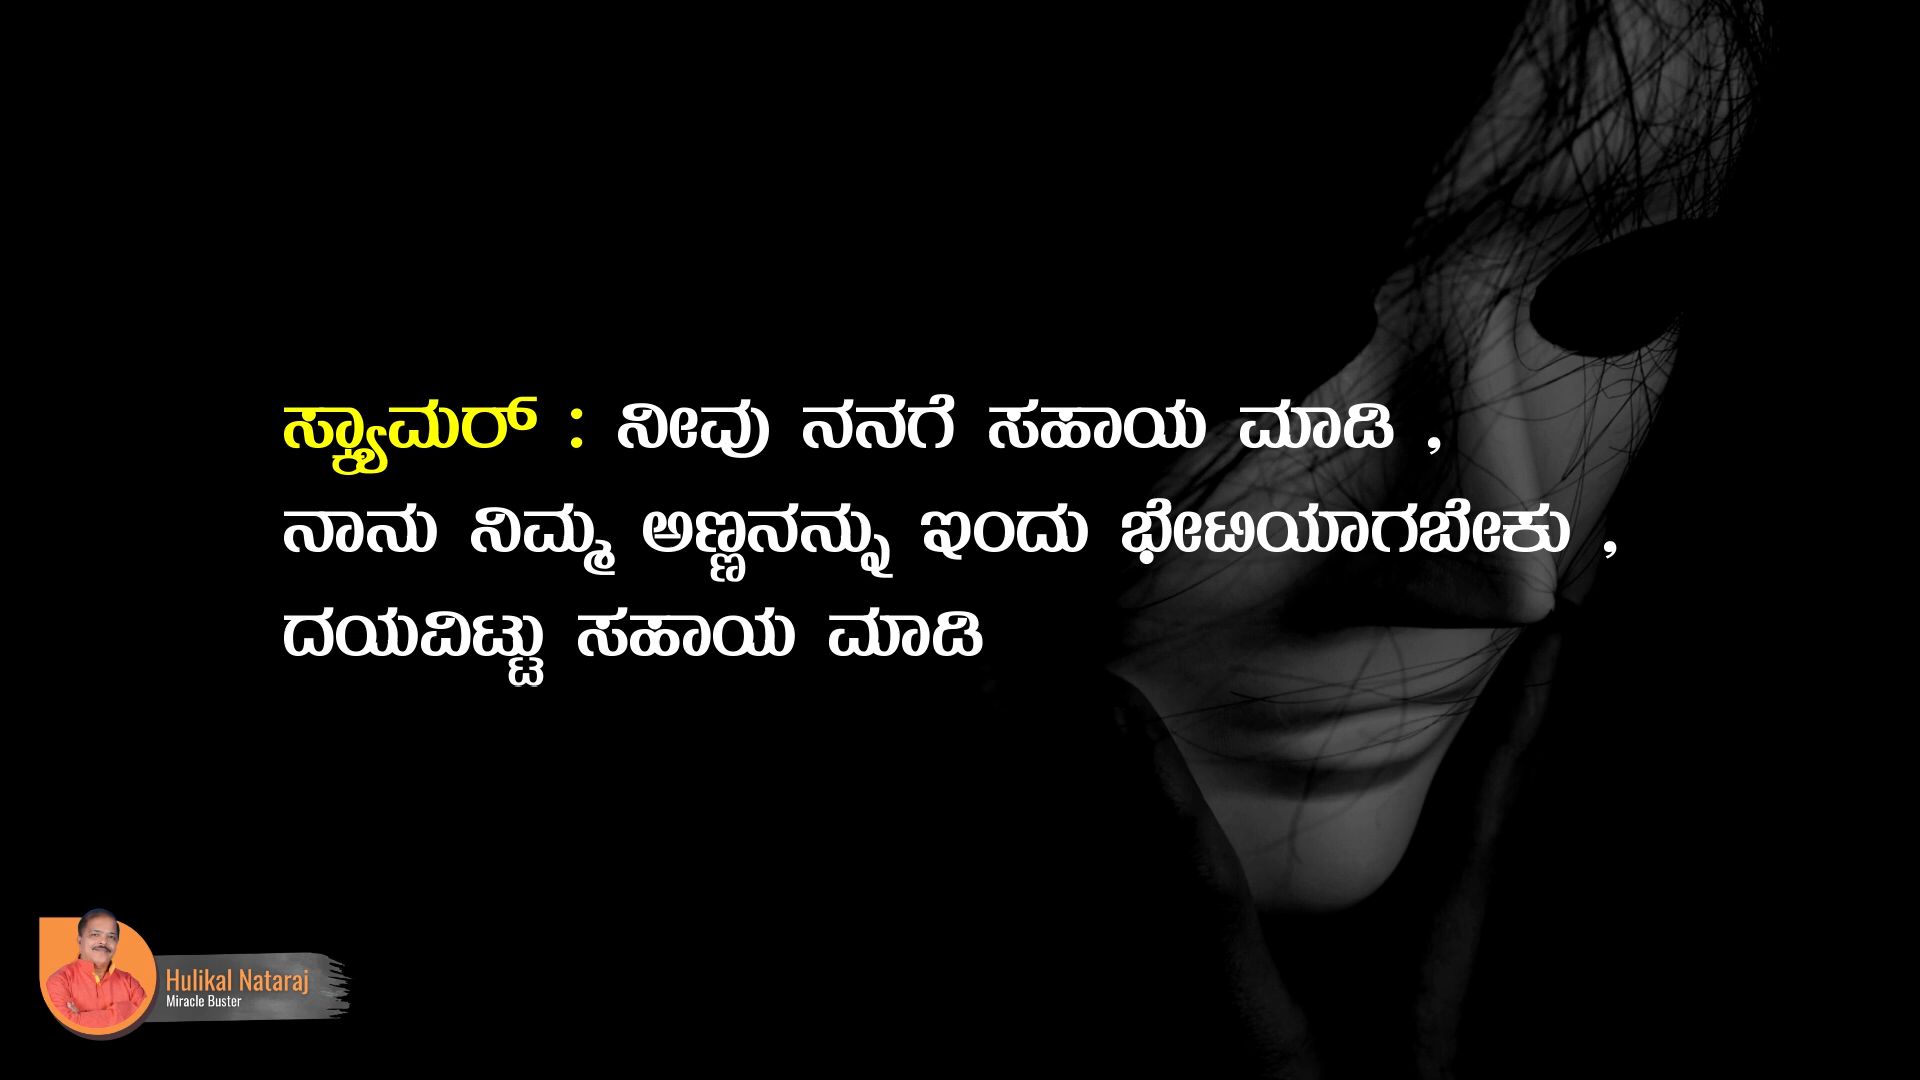 ಸ್ಕ್ಯಾಮರ್ : ನೀವು ನನಗೆ ಸಹಾಯ ಮಾಡಿ ,
ನಾನು ನಿಮ್ಮ ಅಣ್ಣನನ್ನು ಇಂದು ಭೇಟಿಯಾಗಬೇಕು ,
ದಯವಿಟ್ಟು ಸಹಾಯ ಮಾಡಿ
Hulikal Nataraj
Miracle Buster